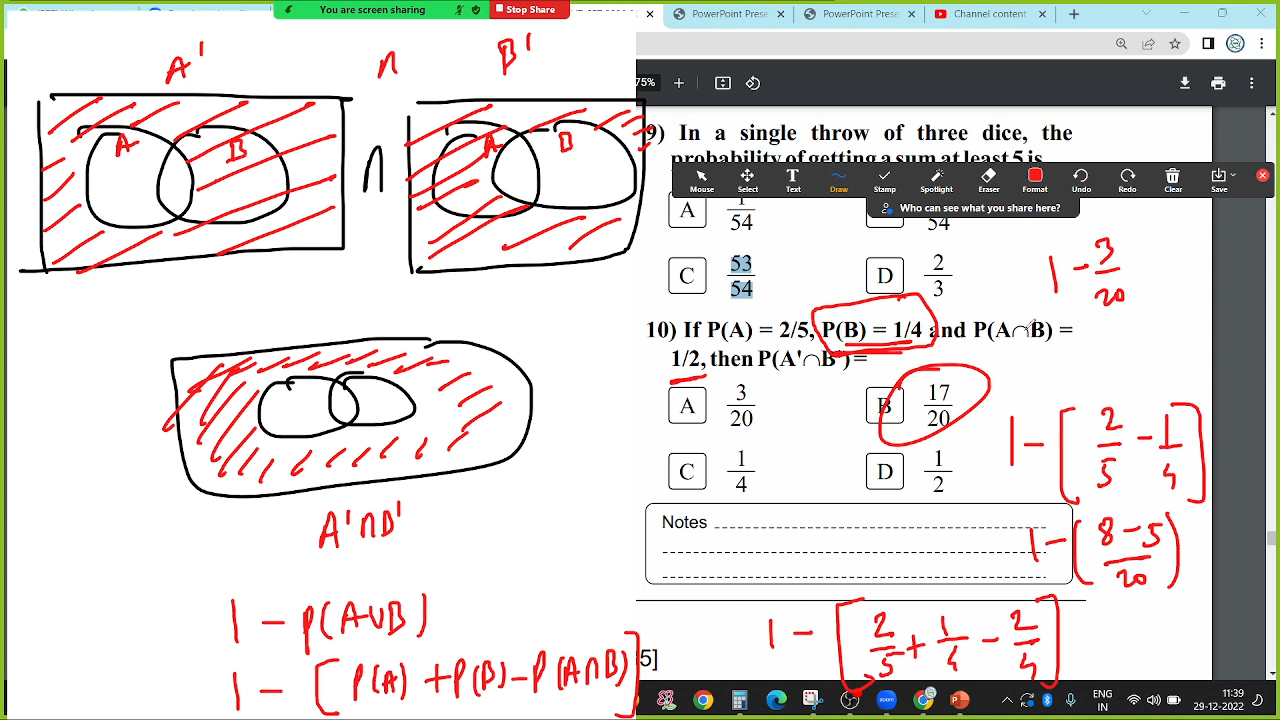 You are screen sharing
Stop Share
PowerPoint Prese
PowerPoint Prese
Channel content
75%
A' ∩ B'
A B ∩ A B
9) In a single throw of three dice, the
probability of getting a sum at least 5 is
Mouse Select Text Draw Stamp Spotlight Eraser Format Undo Redo Clear Save
Who can see what you share here?
A 1/54
54
C 53/54 D 2/3
1 - 3/20
10) If P(A) = 2/5, P(B) = 1/4 and P(A∩B) =
1/2, then P(A'∩B')=
A 3/20 B 17/20
C 1/4 D 1/2
1 - [2/5 - 1/4]
Notes
1 - (8 - 5/20)
A'∩B'
1 - P(A∪B)
1 - [P(A) + P(B) - P(A∩B)]
1 - [2/5 + 1/4 - 2/4]
5]
zoom
ENG
IN
11:39
29-12-2022